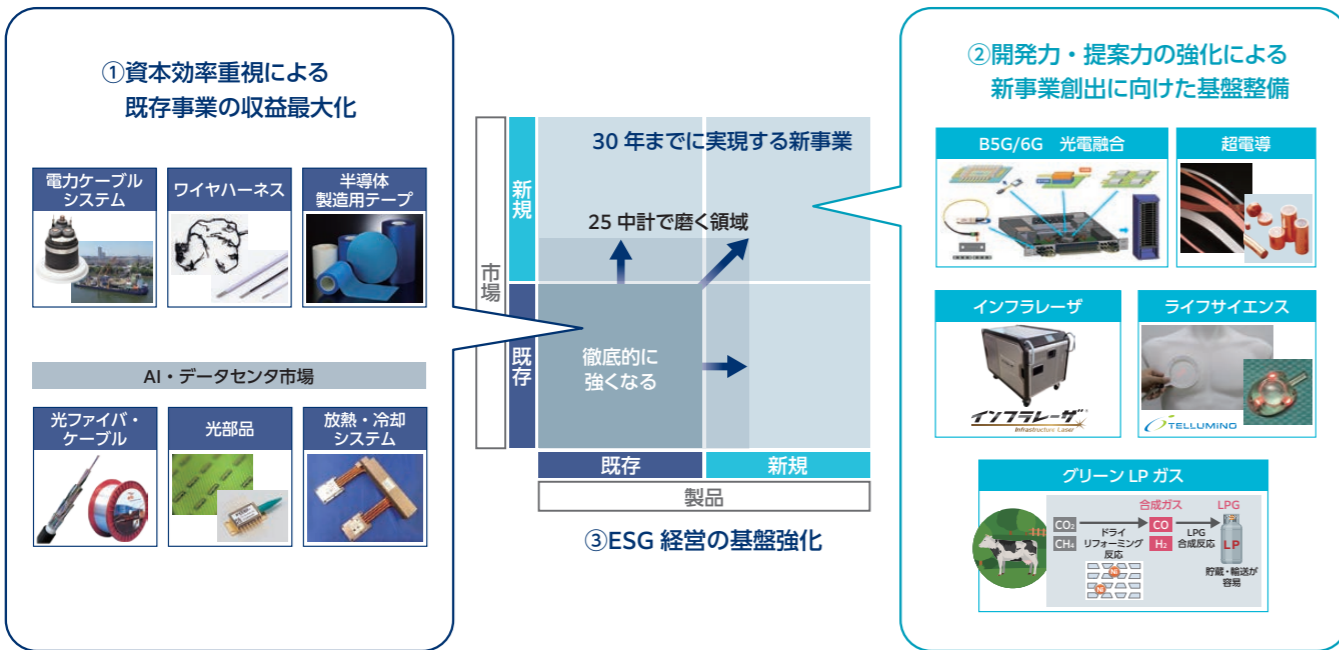 ①資本効率重視による
既存事業の収益最大化
電力ケーブル
システム
ワイヤハーネス
半導体
製造用テープ
AI・データセンタ市場
光ファイバ・
ケーブル
光部品
放熱・冷却
システム
市場
新規
既存
30 年までに実現する新事業
25 中計で磨く領域
徹底的に
強くなる
既存
新規
製品
③ESG 経営の基盤強化
②開発力・提案力の強化による
新事業創出に向けた基盤整備
B5G/6G 光電融合
超電導
インフラレーザ
インフラレーザ®
Infrastructure Laser
ライフサイエンス
TELLUMINO
グリーン LP ガス
合成ガス
LPG
CO₂
CH₄
ドライ
リフォーミング
反応
CO
H₂
LPG
合成反応
LP
貯蔵・輸送が
容易
Ni
Ni